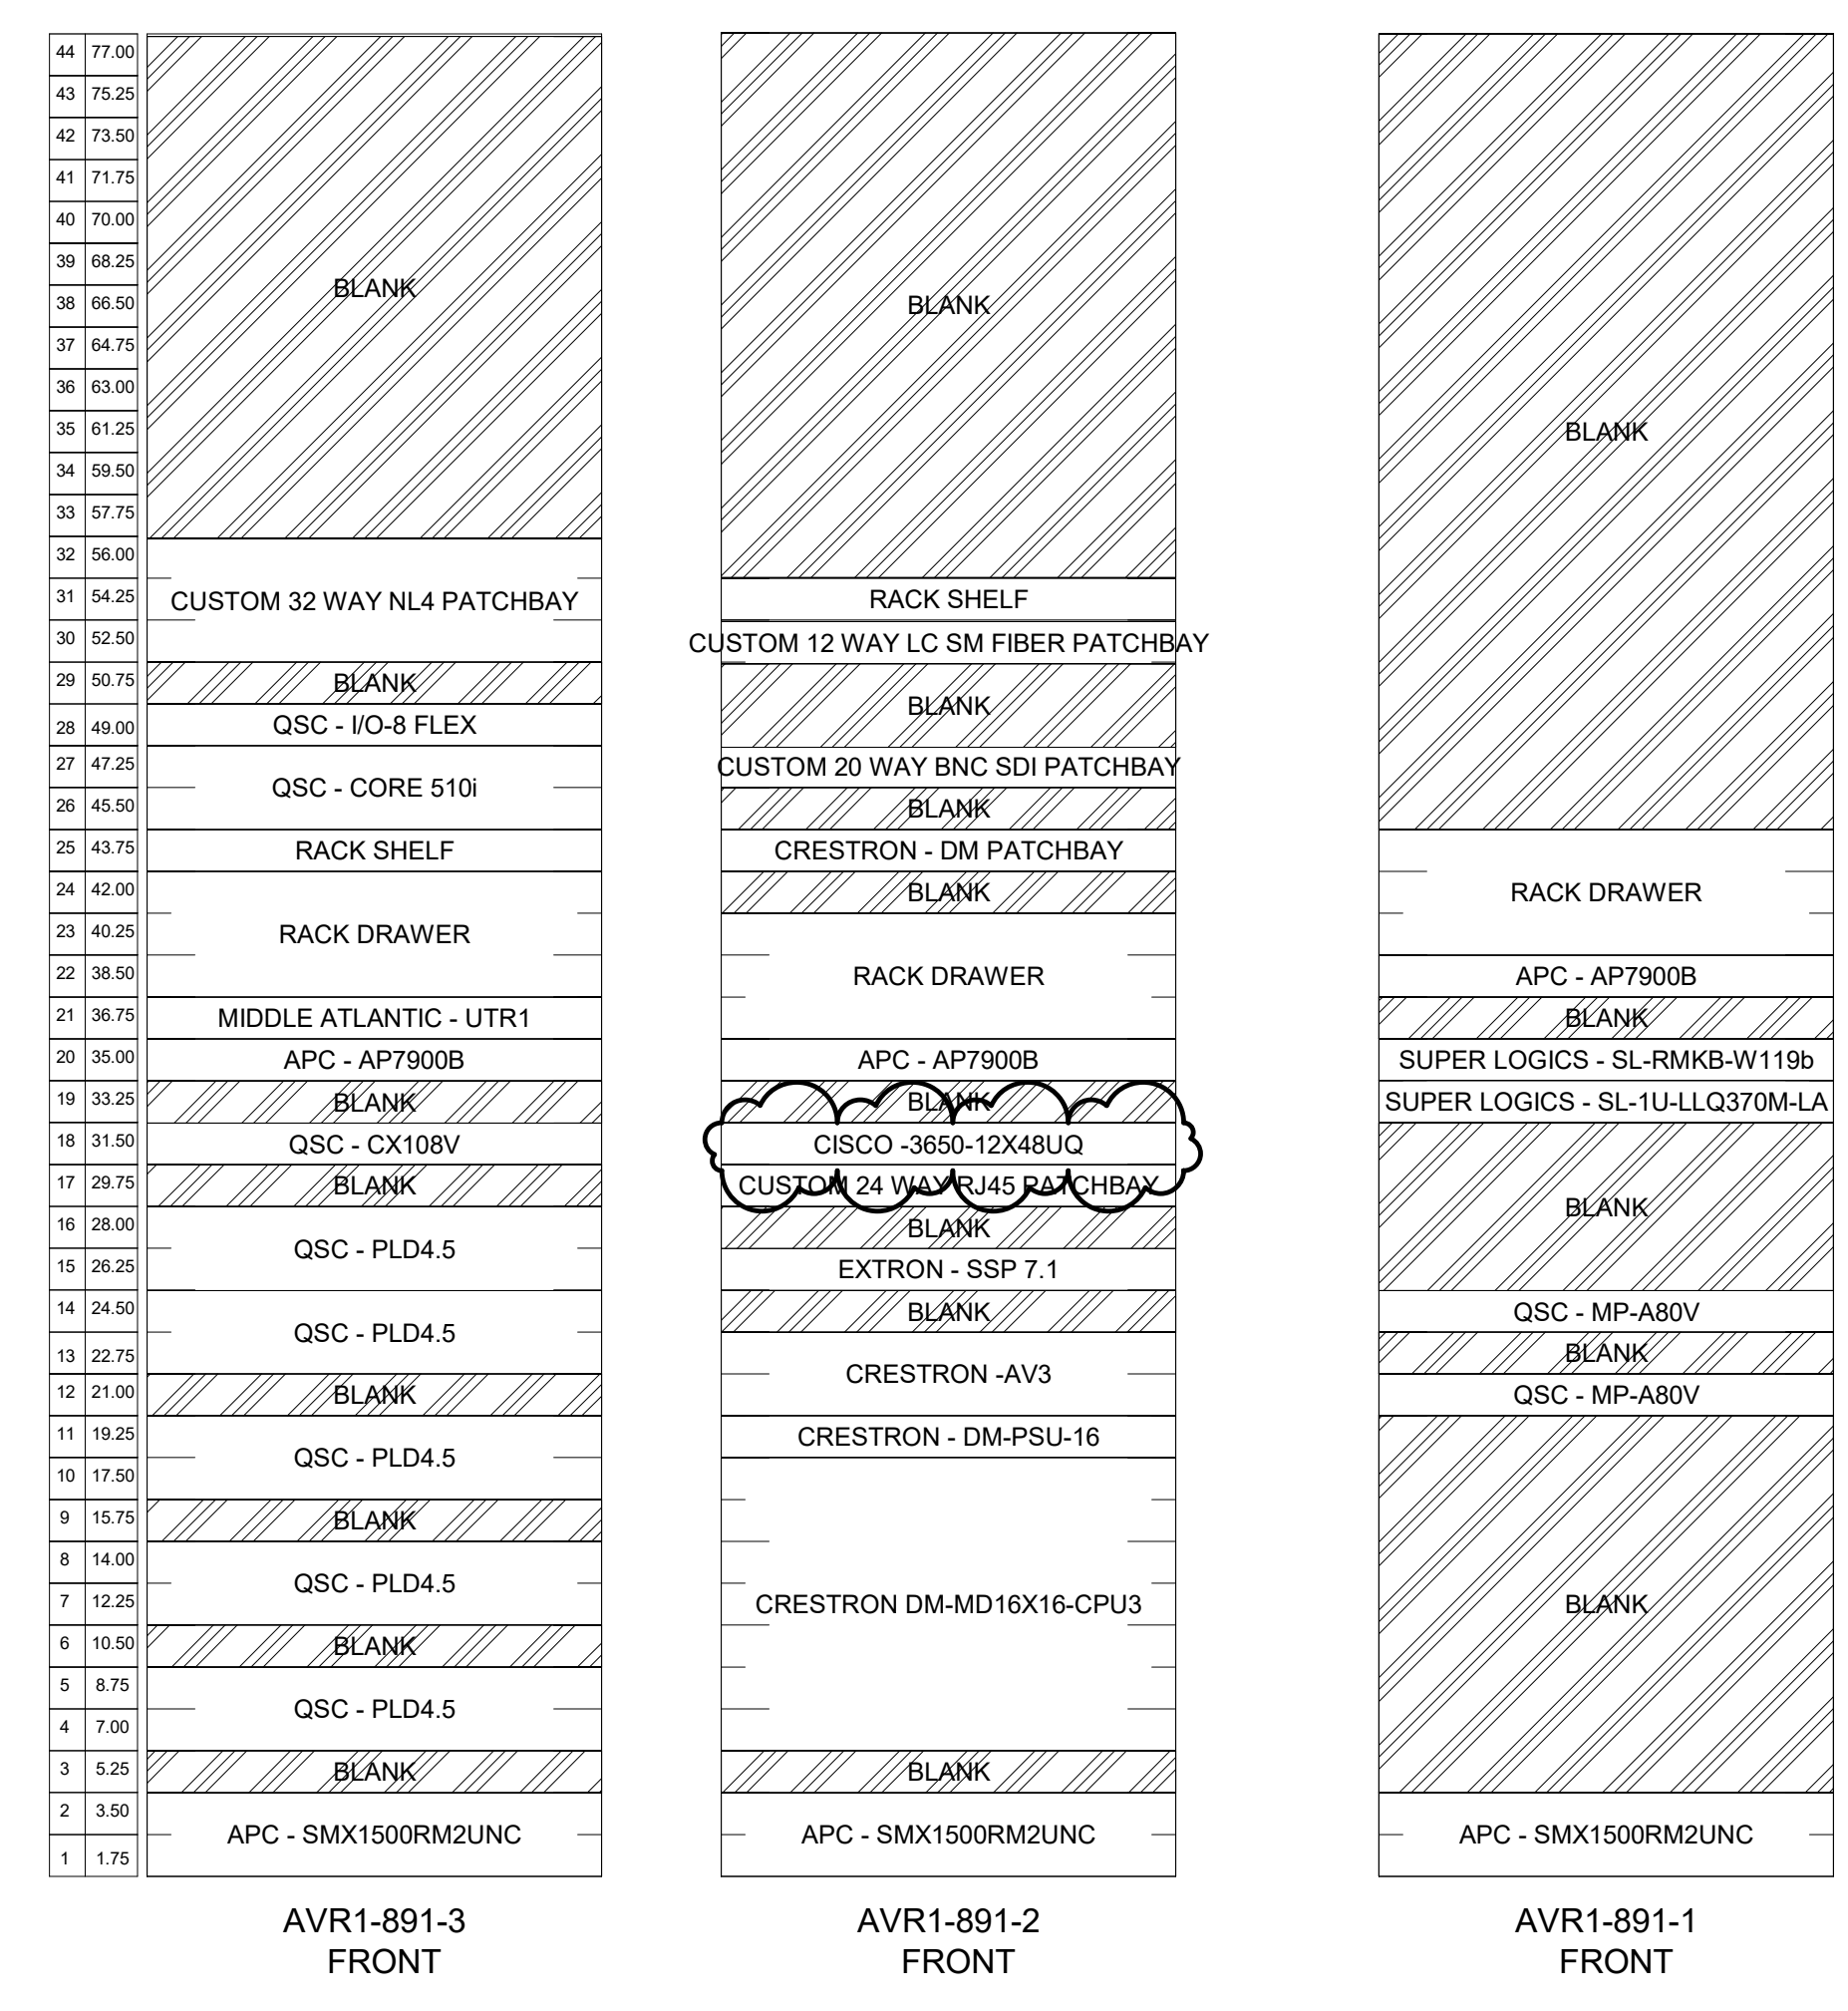 44 77.00
43 75.25
42 73.50
41 71.75
40 70.00
39 68.25
38 66.50
37 64.75
36 63.00
35 61.25
34 59.50
33 57.75
32 56.00
31 54.25
30 52.50
29 50.75
28 49.00
27 47.25
26 45.50
25 43.75
24 42.00
23 40.25
22 38.50
21 36.75
20 35.00
19 33.25
18 31.50
17 29.75
16 28.00
15 26.25
14 24.50
13 22.75
12 21.00
11 19.25
10 17.50
9 15.75
8 14.00
7 12.25
6 10.50
5 8.75
4 7.00
3 5.25
2 3.50
1 1.75
BLANK
CUSTOM 32 WAY NL4 PATCHBAY
BLANK
QSC - I/O-8 FLEX
QSC - CORE 510i
RACK SHELF
RACK DRAWER
MIDDLE ATLANTIC - UTR1
APC - AP7900B
BLANK
QSC - CX108V
BLANK
QSC - PLD4.5
QSC - PLD4.5
BLANK
QSC - PLD4.5
BLANK
QSC - PLD4.5
BLANK
QSC - PLD4.5
BLANK
APC - SMX1500RM2UNC
AVR1-891-3
FRONT
BLANK
RACK SHELF
CUSTOM 12 WAY LC SM FIBER PATCHBAY
BLANK
CUSTOM 20 WAY BNC SDI PATCHBAY
BLANK
CRESTRON - DM PATCHBAY
BLANK
RACK DRAWER
APC - AP7900B
BLANK
CISCO -3650-12X48UQ
CUSTOM 24 WAY RJ45 PATCHBAY
BLANK
EXTRON - SSP 7.1
BLANK
CRESTRON -AV3
CRESTRON - DM-PSU-16
CRESTRON DM-MD16X16-CPU3
BLANK
APC - SMX1500RM2UNC
AVR1-891-2
FRONT
BLANK
RACK DRAWER
APC - AP7900B
BLANK
SUPER LOGICS - SL-RMKB-W119b
SUPER LOGICS - SL-1U-LLQ370M-LA
BLANK
QSC - MP-A80V
BLANK
QSC - MP-A80V
BLANK
APC - SMX1500RM2UNC
AVR1-891-1
FRONT